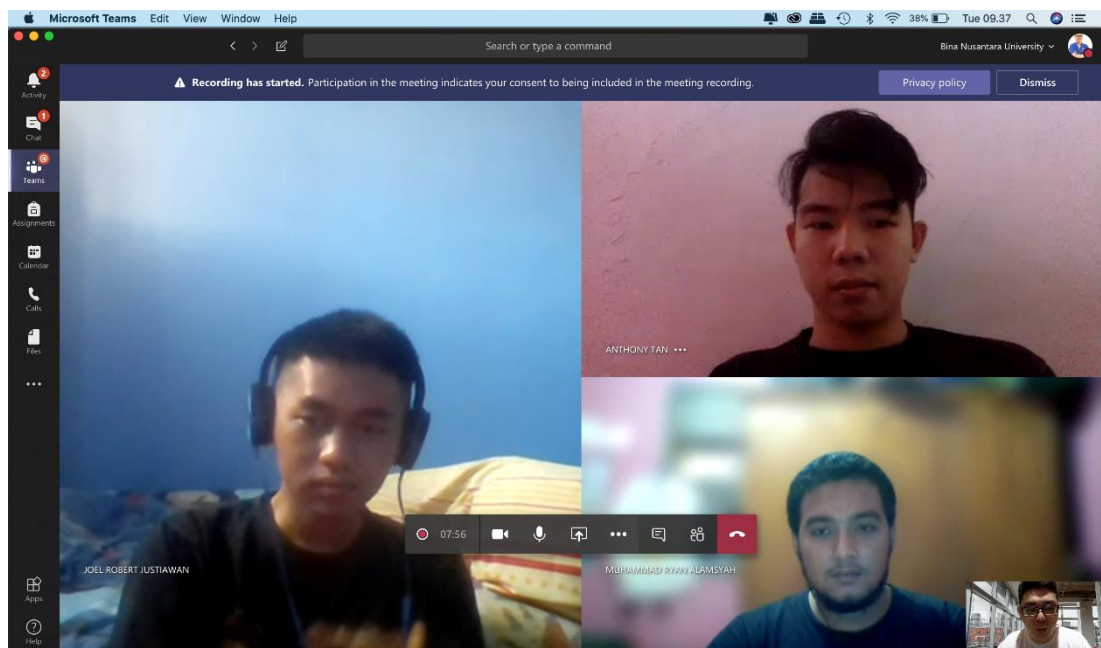 Microsoft Teams Edit View Window Help 38% Tue 09.37
Search or type a command Bina Nusantara University
Recording has started. Participation in the meeting indicates your consent to being included in the meeting recording. Privacy policy Dismiss
2
Activity
1
Chat
@
Teams
Assignments
Calendar
Calls
Files
ANTHONY TAN •••
07:56
JOEL ROBERT JUSTIAWAN
MUHAMMAD RYAN ALAMSYAH
Apps
Help